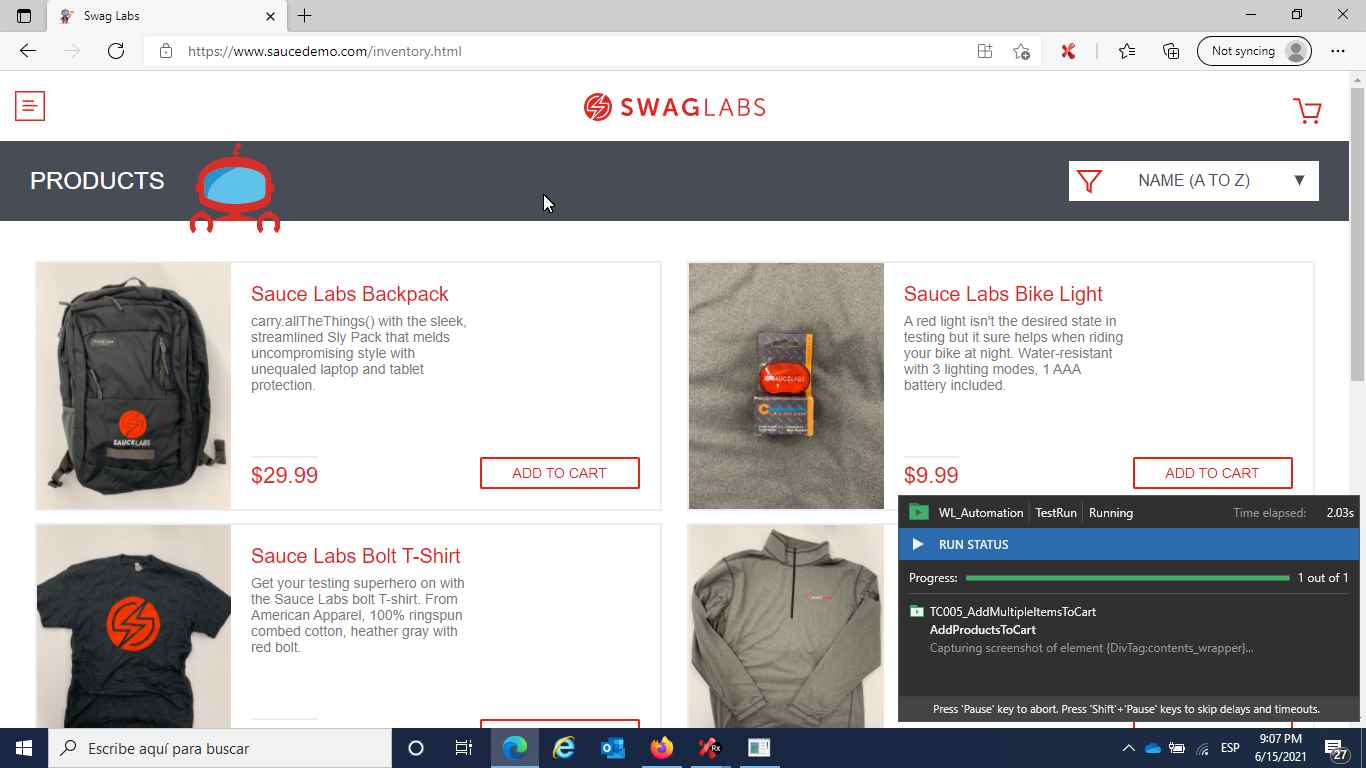 Swag Labs
https://www.saucedemo.com/inventory.html
Not syncing
SWAGLABS
PRODUCTS
NAME (A TO Z)
Sauce Labs Backpack
carry.allTheThings() with the sleek,
streamlined Sly Pack that melds
uncompromising style with
unequaled laptop and tablet
protection.
$29.99
ADD TO CART
SAUCELABS
Sauce Labs Bike Light
A red light isn't the desired state in
testing but it sure helps when riding
your bike at night. Water-resistant
with 3 lighting modes, 1 AAA
battery included.
$9.99
ADD TO CART
SAUCELABS
Sauce Labs Bolt T-Shirt
Get your testing superhero on with
the Sauce Labs bolt T-shirt. From
American Apparel, 100% ringspun
combed cotton, heather gray with
red bolt.
WL_Automation TestRun Running Time elapsed: 2.03s
RUN STATUS
Progress: 1 out of 1
TC005_AddMultipleItemsToCart
AddProductsToCart
Capturing screenshot of element {DivTag:contents_wrapper}...
Press 'Pause' key to abort. Press 'Shift'+'Pause' keys to skip delays and timeouts.
Escribe aquí para buscar
Rx
ESP
9:07 PM
6/15/2021
27